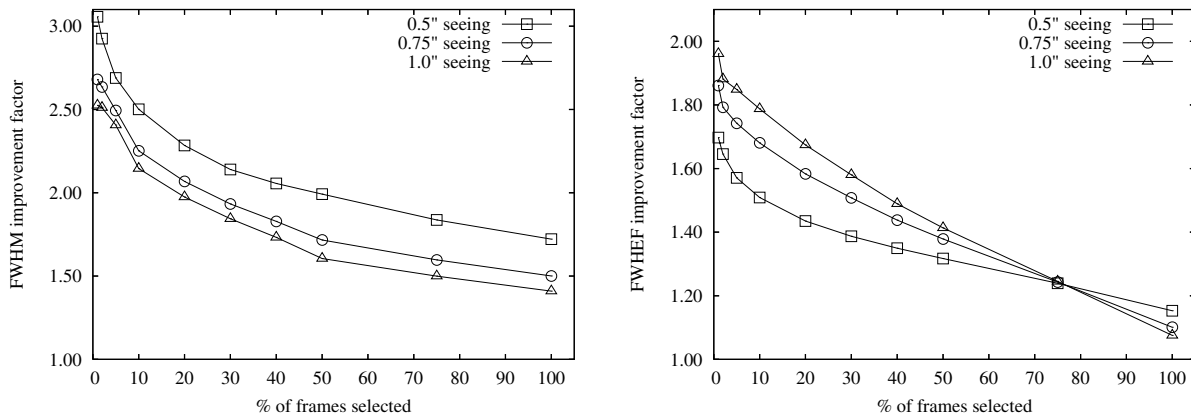 FWHM improvement factor
3.00
2.50
2.00
1.50
1.00
0.5" seeing
0.75" seeing
1.0" seeing
0 10 20 30 40 50 60 70 80 90 100
% of frames selected
FWHEF improvement factor
2.00
1.80
1.60
1.40
1.20
1.00
0.5" seeing
0.75" seeing
1.0" seeing
0 10 20 30 40 50 60 70 80 90 100
% of frames selected